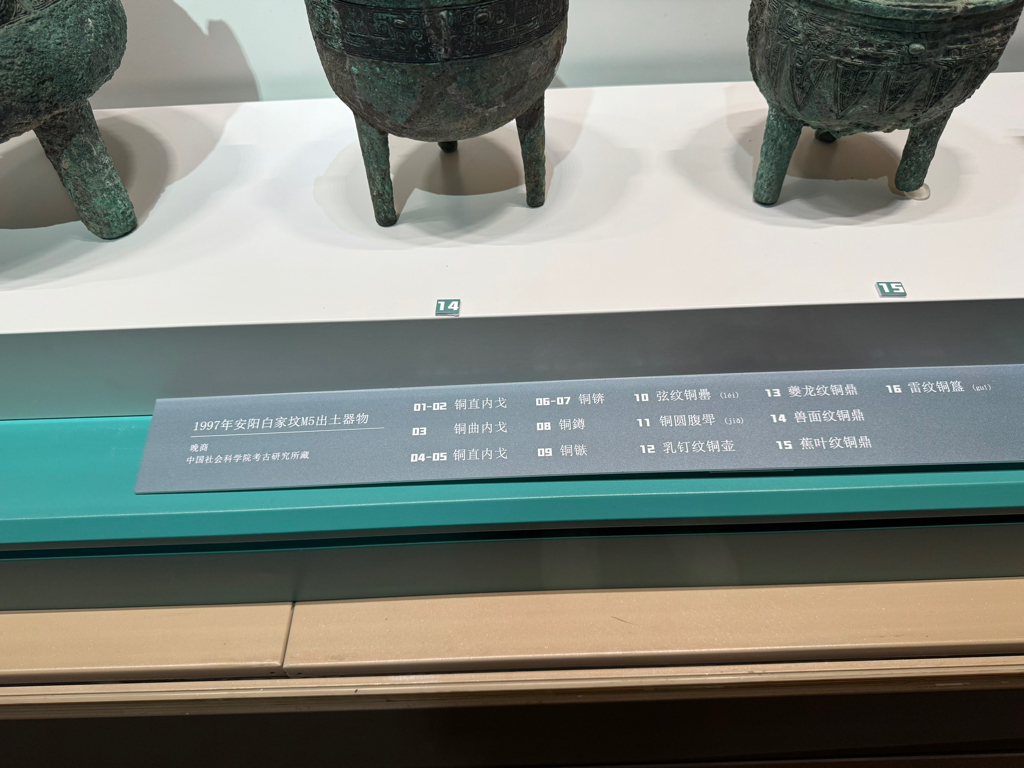 14
15
1997年安阳白家坟M5出土器物
晚商
中国社会科学院考古研究所藏
01-02 铜直内戈
03 铜曲内戈
04-05 铜直内戈
06-07 铜锛
08 铜鐏
09 铜镞
10 弦纹铜罍 (léi)
11 铜圆腹斝 (jiǎ)
12 乳钉纹铜壶
13 夔龙纹铜鼎
14 兽面纹铜鼎
15 蕉叶纹铜鼎
16 雷纹铜簋 (guǐ)